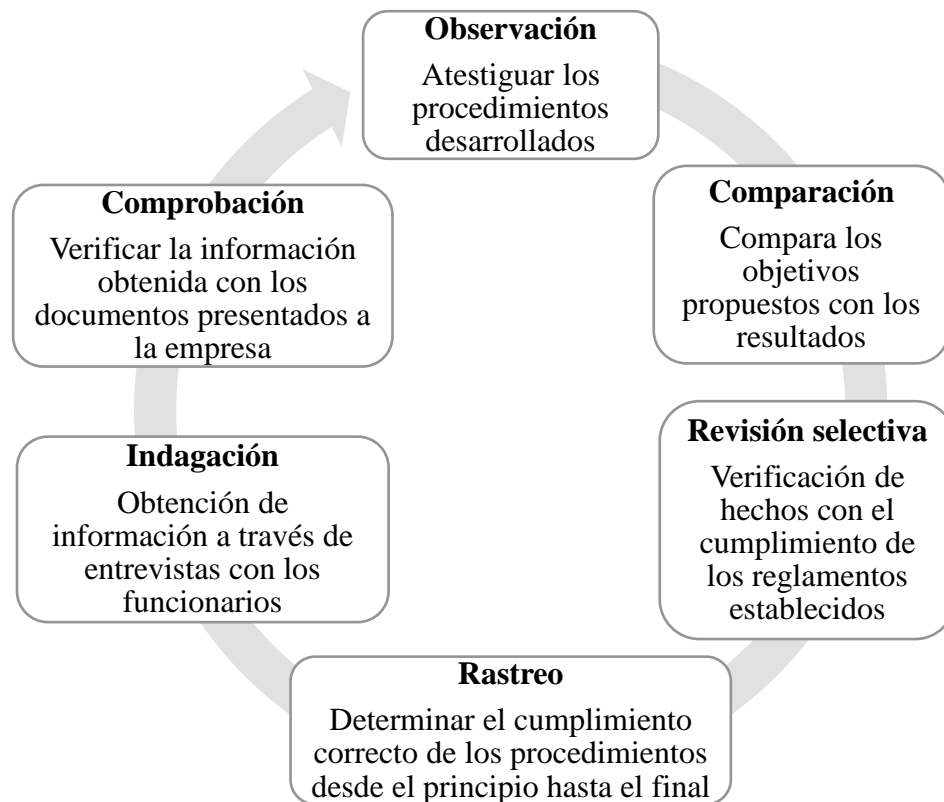 Observación
Atestiguar los
procedimientos
desarrollados
Comparación
Compara los
objetivos
propuestos con los
resultados
Revisión selectiva
Verificación de
hechos con el
cumplimiento de
los reglamentos
establecidos
Rastreo
Determinar el cumplimiento
correcto de los procedimientos
desde el principio hasta el final
Indagación
Obtención de
información a través de
entrevistas con los
funcionarios
Comprobación
Verificar la información
obtenida con los
documentos presentados a
la empresa